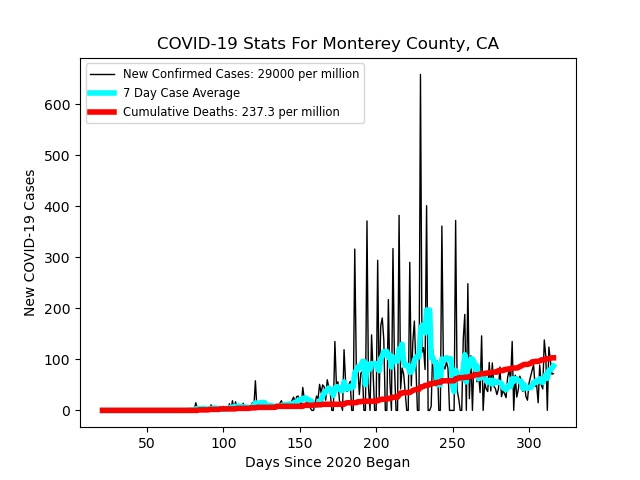 COVID-19 Stats For Monterey County, CA
New Confirmed Cases: 29000 per million
7 Day Case Average
Cumulative Deaths: 237.3 per million
New COVID-19 Cases
600
500
400
300
200
100
0
50 100 150 200 250 300
Days Since 2020 Began